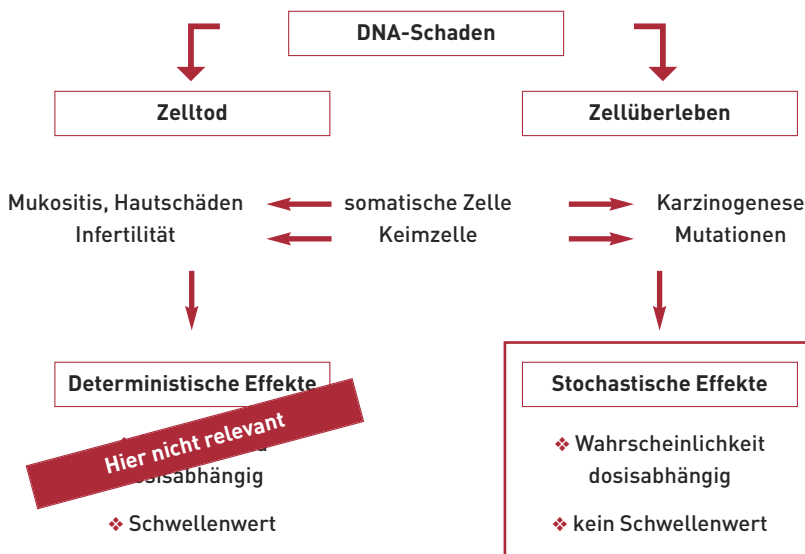 DNA-Schaden
Zelltod
Zellüberleben
Mukositis, Hautschäden
somatische Zelle
Karzinogenese
Infertilität
Keimzelle
Mutationen
Deterministische Effekte
Hier nicht relevant
❖ Schwellenwert
Stochastische Effekte
❖ Wahrscheinlichkeit
dosisabhängig
❖ kein Schwellenwert